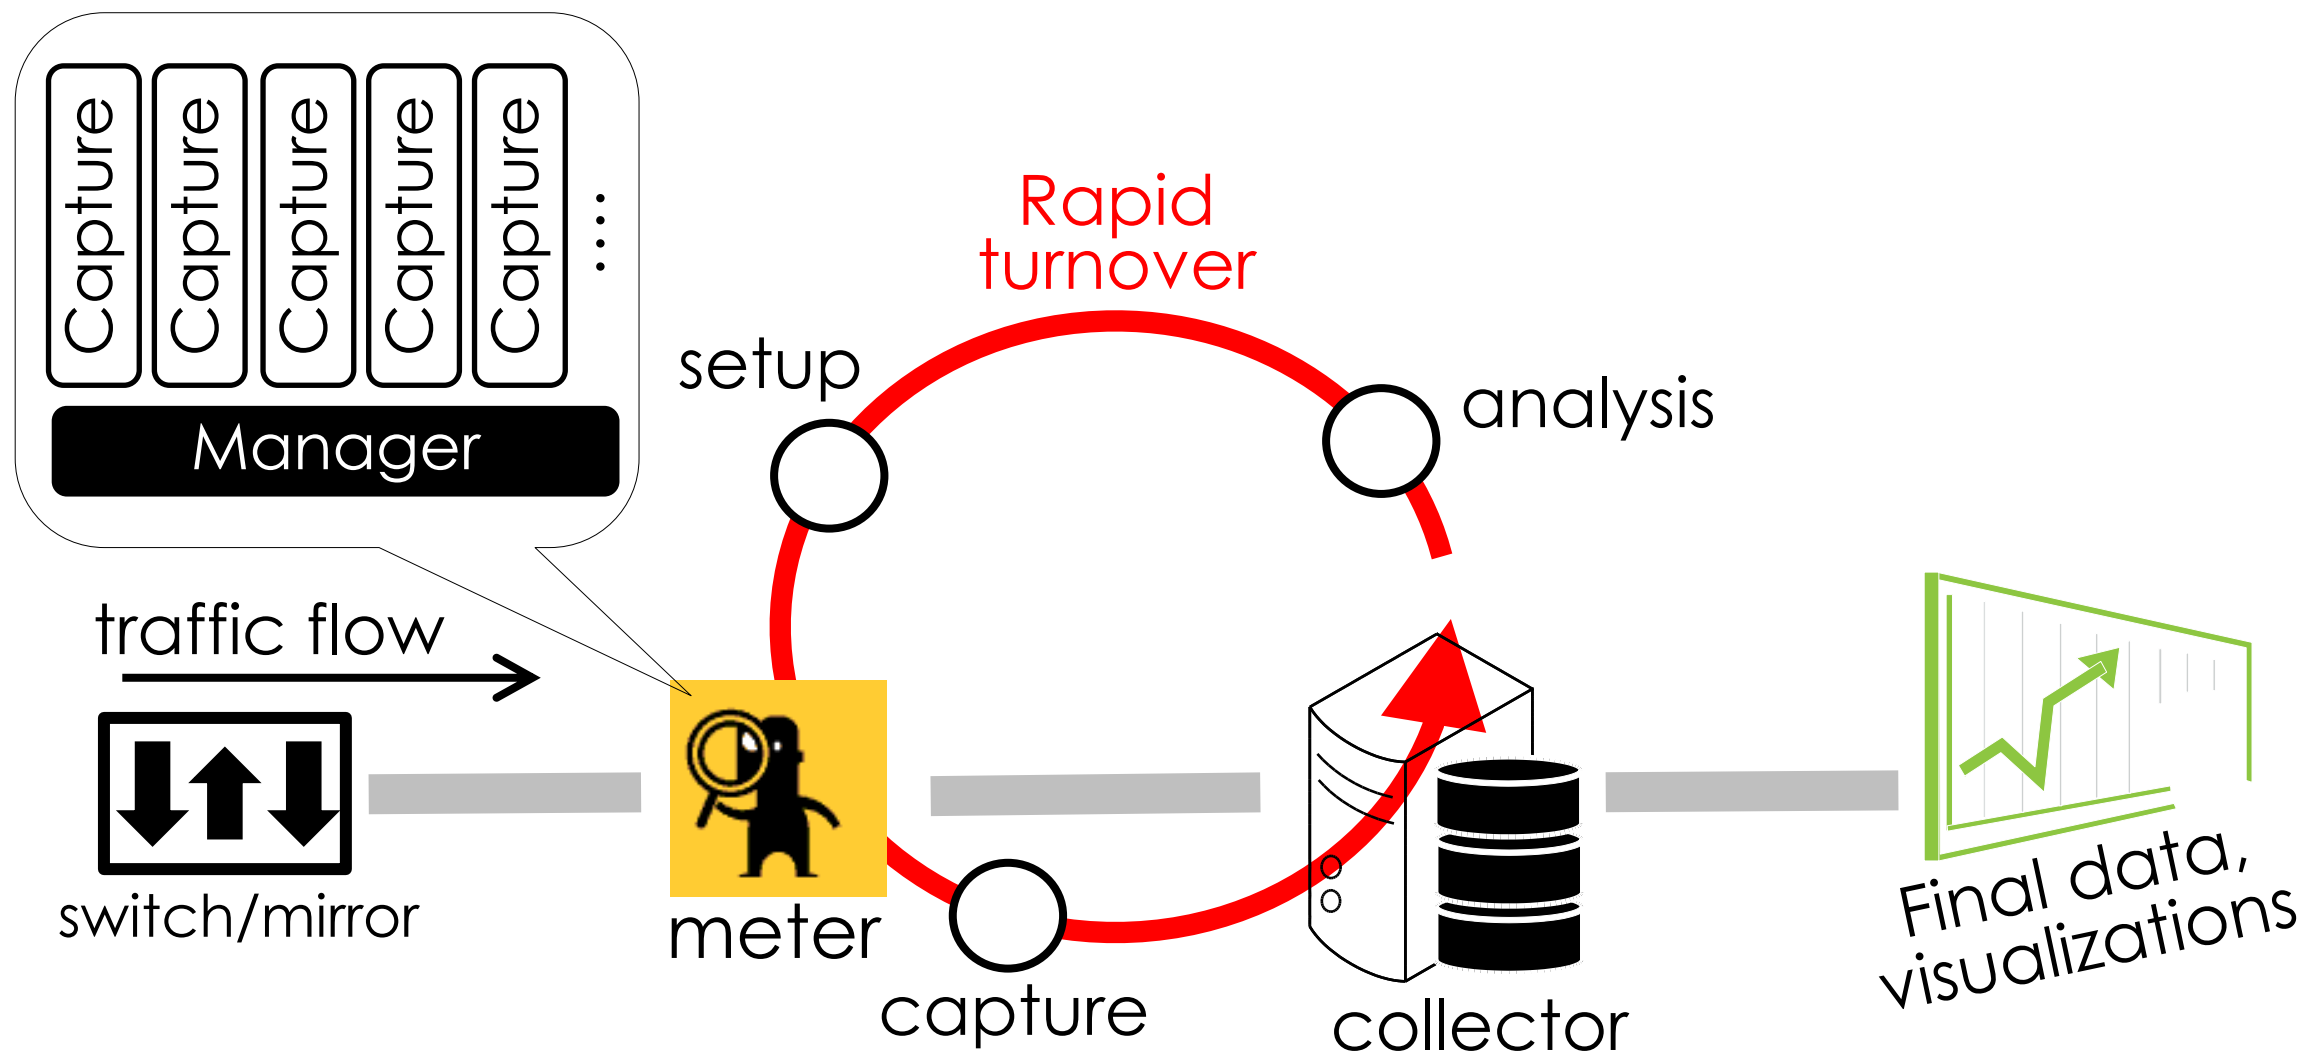 Capture
Capture
Capture
Capture
Capture
....
Manager
Rapid
turnover
setup
analysis
traffic flow
switch/mirror
meter
capture
collector
Final data,
visualizations